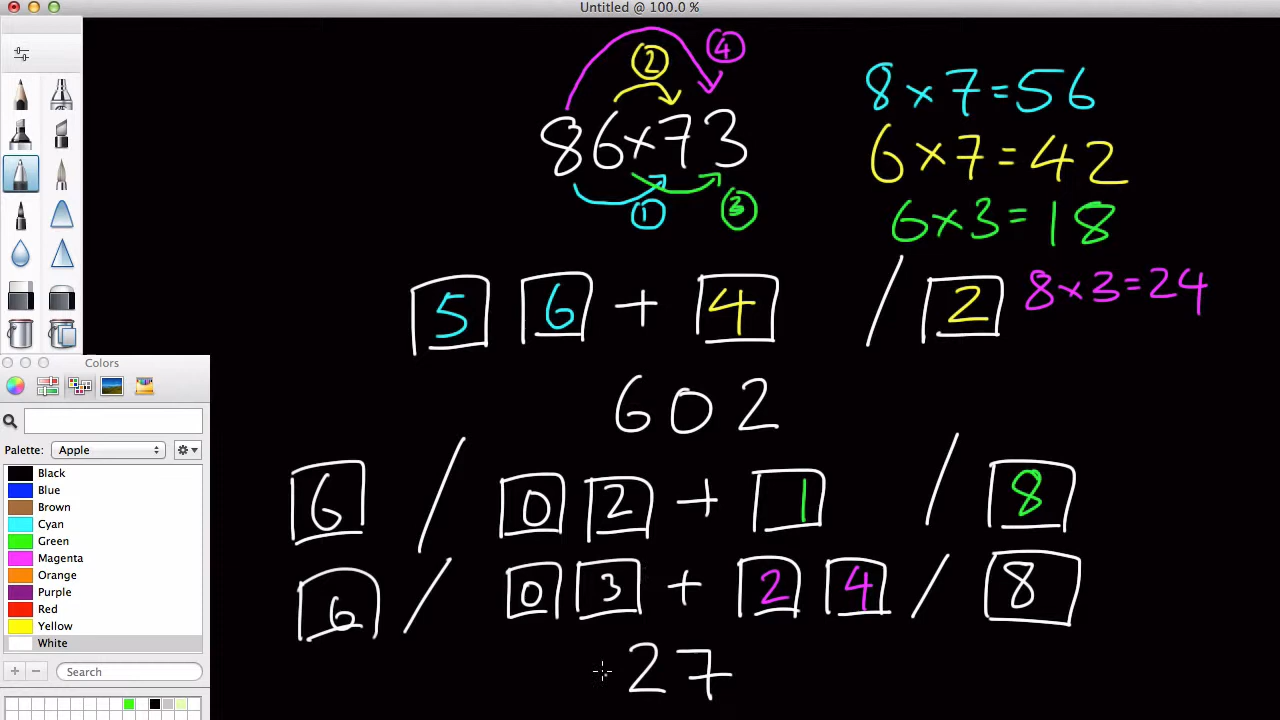 Untitled @ 100.0 %
② ④
86×73
① ③
8×7=56
6×7=42
6×3=18
8×3=24
5 6 + 4 / 2
602
6 / 0 2 + 1 / 8
6 / 0 3 + 2 4 / 8
27
Colors
Palette: Apple
Black
Blue
Brown
Cyan
Green
Magenta
Orange
Purple
Red
Yellow
White
Search